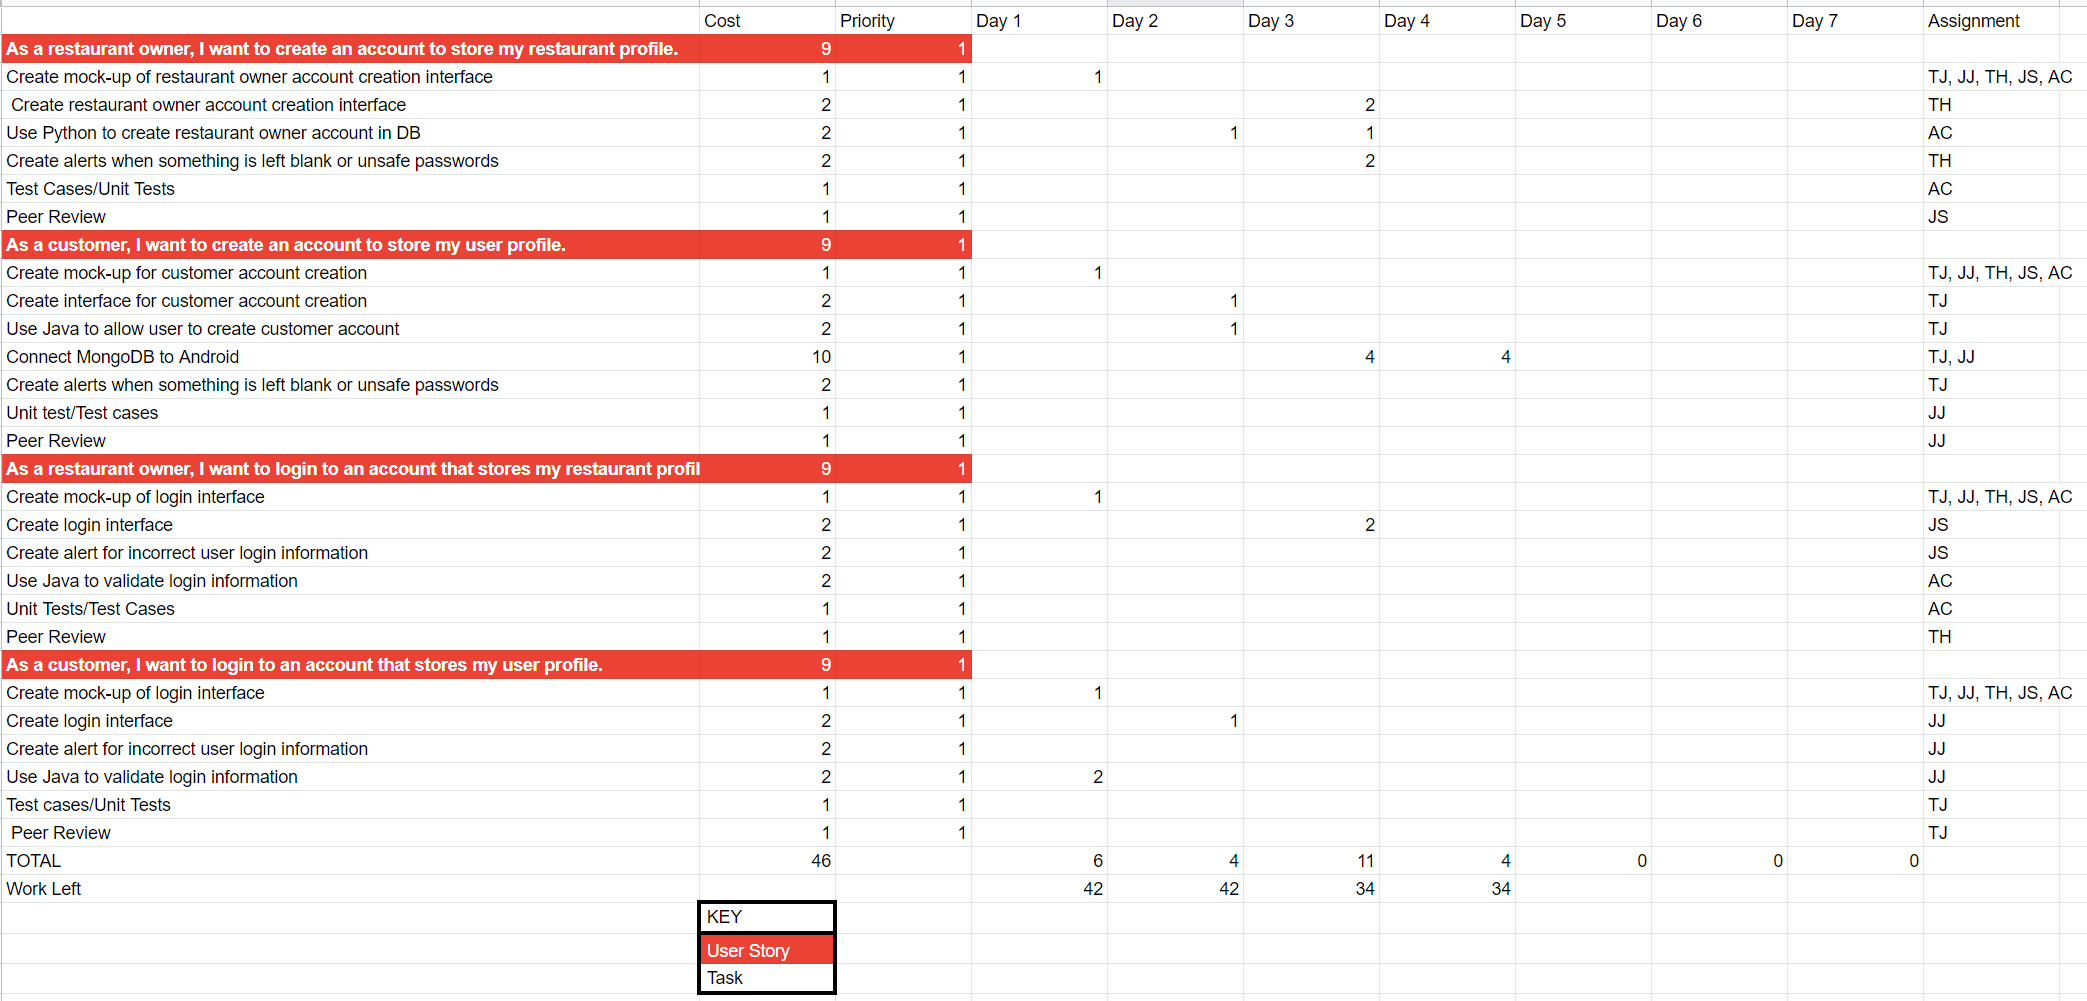 Cost Priority Day 1 Day 2 Day 3 Day 4 Day 5 Day 6 Day 7 Assignment
As a restaurant owner, I want to create an account to store my restaurant profile. 9 1
Create mock-up of restaurant owner account creation interface 1 1 1 TJ, JJ, TH, JS, AC
Create restaurant owner account creation interface 2 1 2 TH
Use Python to create restaurant owner account in DB 2 1 1 1 AC
Create alerts when something is left blank or unsafe passwords 2 1 2 TH
Test Cases/Unit Tests 1 1 AC
Peer Review 1 1 JS
As a customer, I want to create an account to store my user profile. 9 1
Create mock-up for customer account creation 1 1 1 TJ, JJ, TH, JS, AC
Create interface for customer account creation 2 1 1 TJ
Use Java to allow user to create customer account 2 1 1 TJ
Connect MongoDB to Android 10 1 4 4 TJ, JJ
Create alerts when something is left blank or unsafe passwords 2 1 TJ
Unit test/Test cases 1 1 JJ
Peer Review 1 1 JJ
As a restaurant owner, I want to login to an account that stores my restaurant profil 9 1
Create mock-up of login interface 1 1 1 TJ, JJ, TH, JS, AC
Create login interface 2 1 2 JS
Create alert for incorrect user login information 2 1 JS
Use Java to validate login information 2 1 AC
Unit Tests/Test Cases 1 1 AC
Peer Review 1 1 TH
As a customer, I want to login to an account that stores my user profile. 9 1
Create mock-up of login interface 1 1 1 TJ, JJ, TH, JS, AC
Create login interface 2 1 1 JJ
Create alert for incorrect user login information 2 1 JJ
Use Java to validate login information 2 1 2 JJ
Test cases/Unit Tests 1 1 TJ
Peer Review 1 1 TJ
TOTAL 46 6 4 11 4 0 0 0
Work Left 42 42 34 34
KEY
User Story
Task